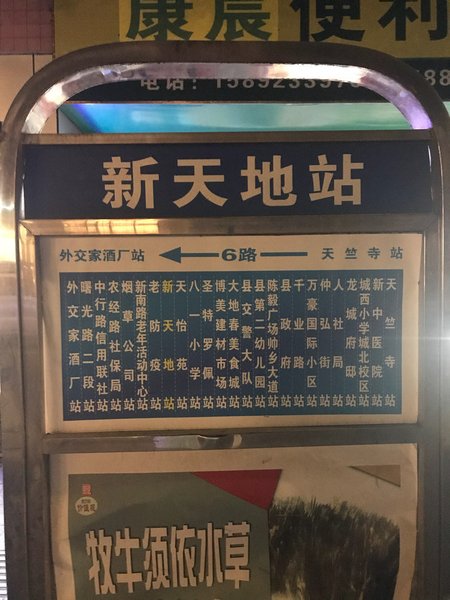 康晨便利
新天地站
外交家酒厂站
6路
天竺寺站
外交家酒厂站
曙光路二段站
中行路信用联社站
农经路社保局站
烟草公司站
新南路老年活动中心站
老防疫站
新天地站
天怡苑站
八一小学站
圣特罗佩站
博美建材市场站
大地春美食城站
县交警大队站
县第二幼儿园站
陈毅广场帅乡大道站
县政府站
千业路站
万豪国际小区站
仲弘街站
人社局站
龙城府邸站
城西小学城北校区站
新中医院站
天竺寺站
牧牛须依水草